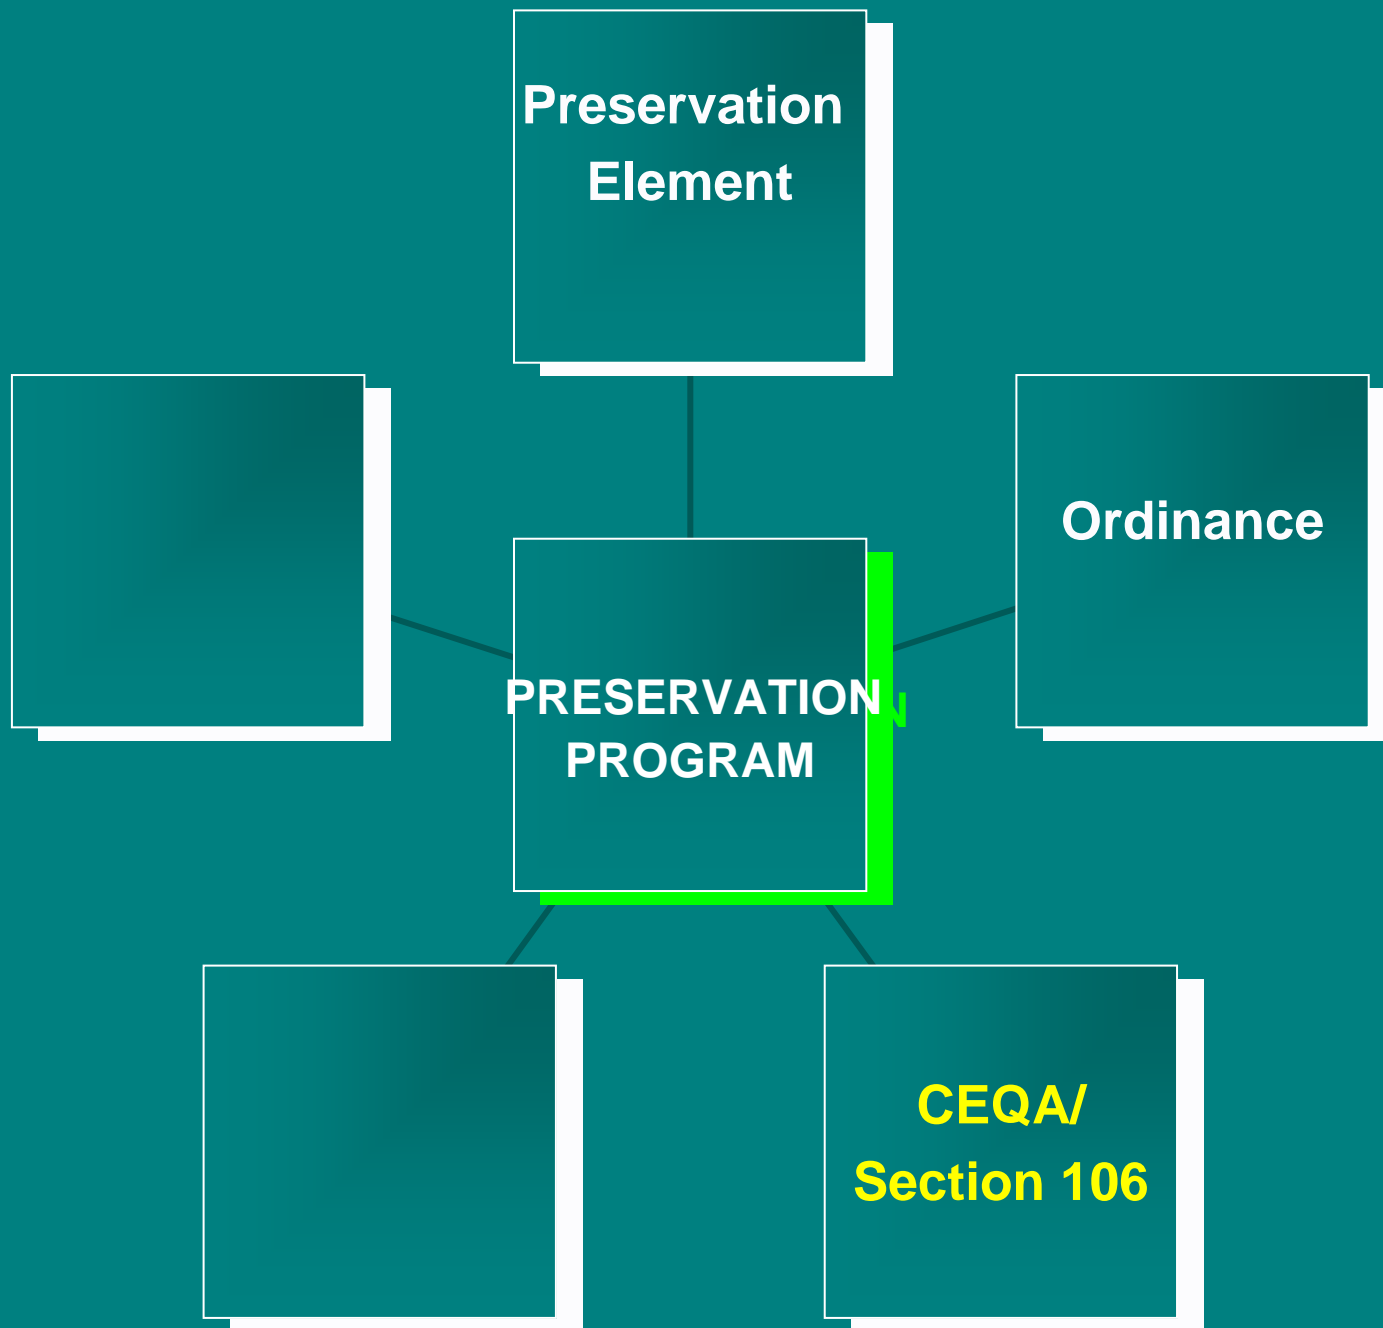 Preservation
Element
Ordinance
PRESERVATION
PROGRAM
CEQA/
Section 106